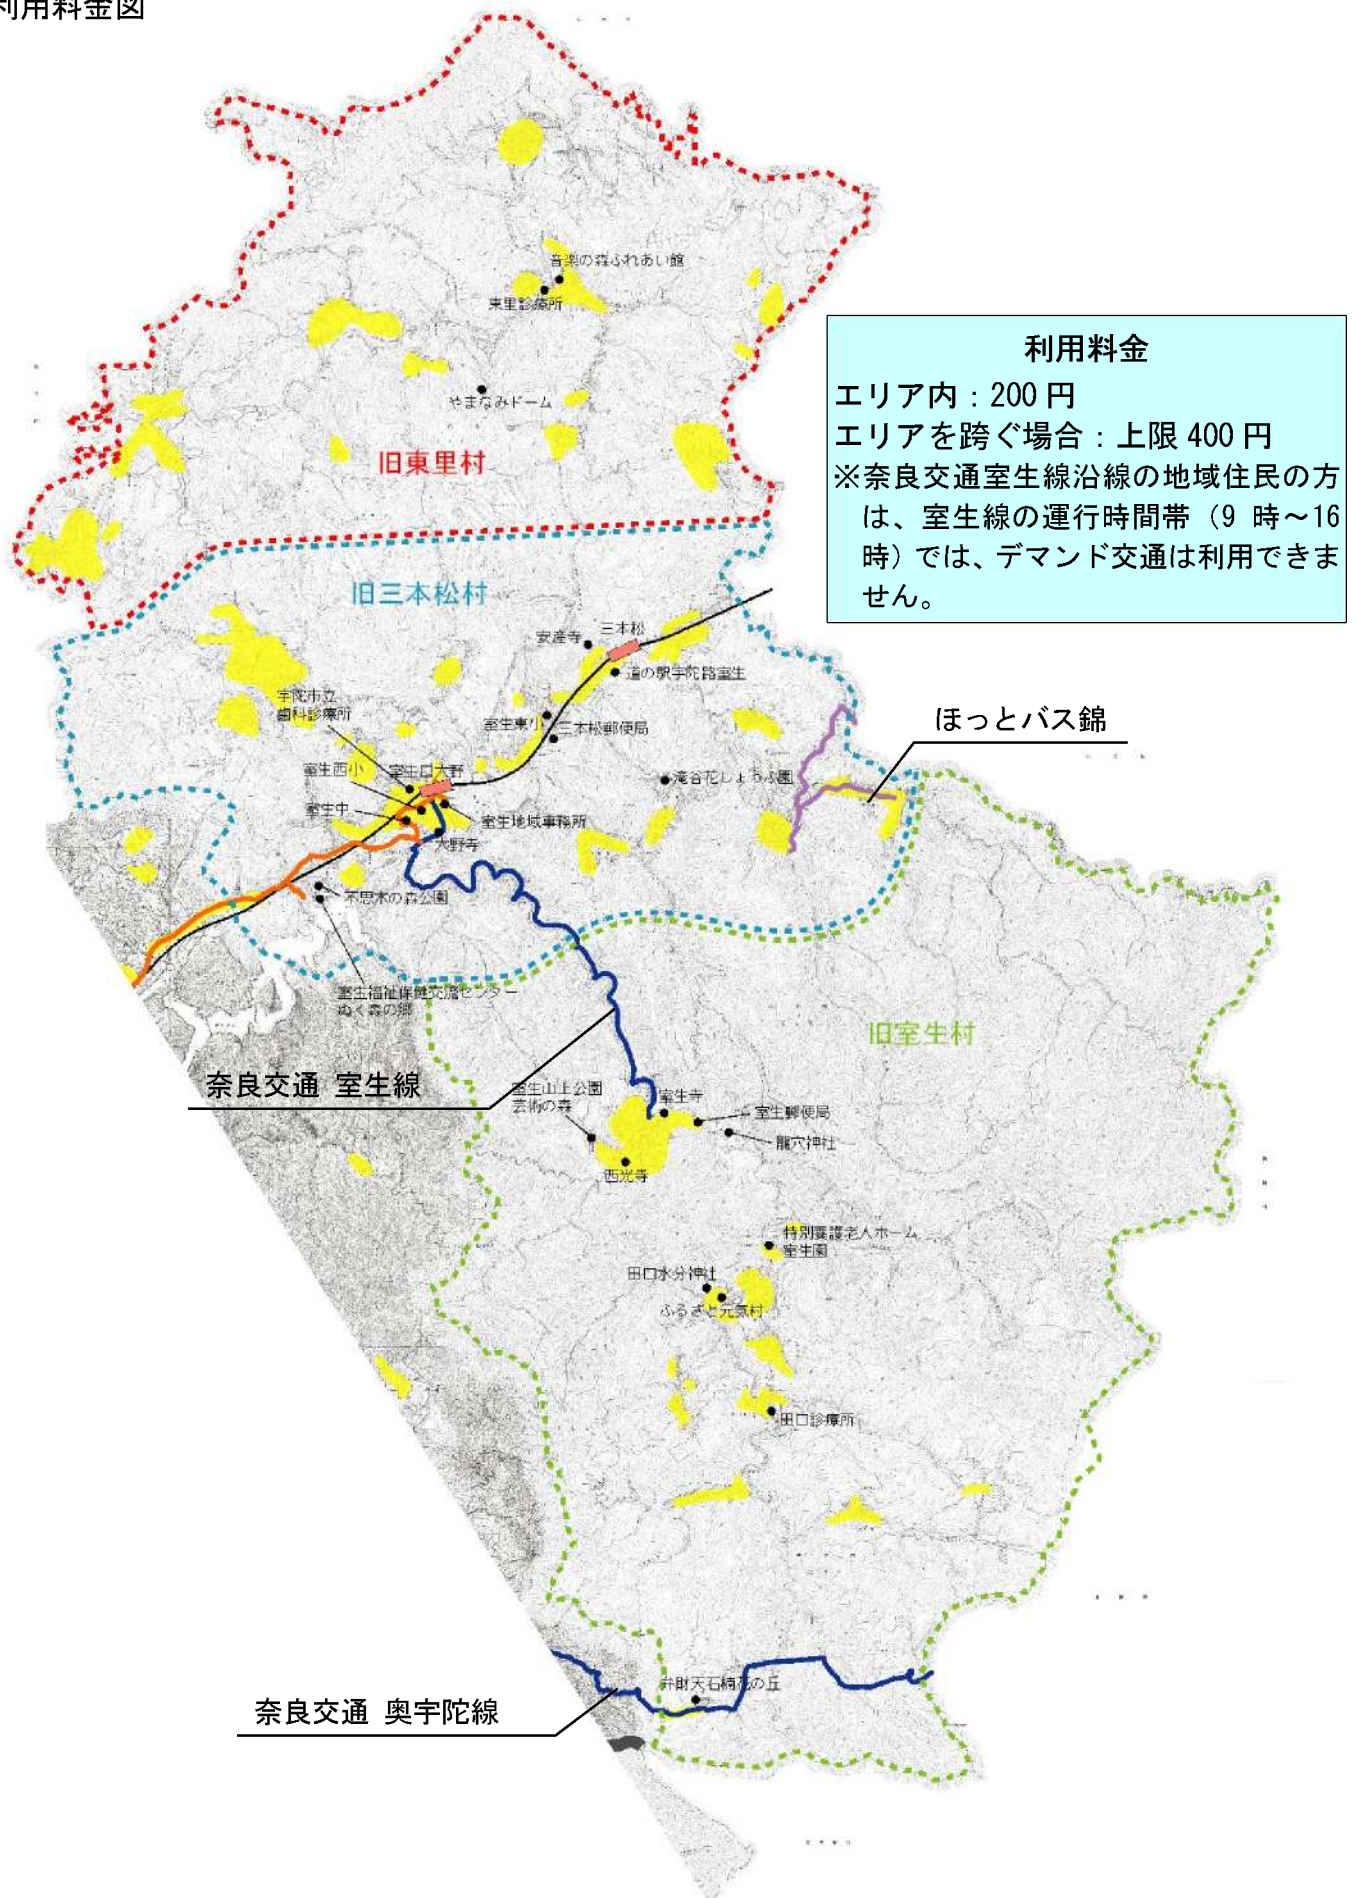 利用料金図
音楽の森ふれあい館
東里診療所
やまなみドーム
旧東里村
利用料金
エリア内：200 円
エリアを跨ぐ場合：上限 400 円
※奈良交通室生線沿線の地域住民の方
は、室生線の運行時間帯（9 時～16
時）では、デマンド交通は利用できま
せん。
旧三本松村
安産寺
三本松
道の駅宇陀路室生
宇陀市立
歯科診療所
室生東小
三本松郵便局
ほっとバス錦
室生西小
室生口大野
滝谷花しょうぶ園
室生中
室生地域事務所
大野寺
不思木の森公園
室生福祉保健交流センター
ぬく森の郷
旧室生村
奈良交通 室生線
室生山上公園
芸術の森
室生寺
室生郵便局
龍穴神社
西光寺
特別養護老人ホーム
室生園
田口水分神社
ふるさと元気村
田口診療所
弁財天石楠花の丘
奈良交通 奥宇陀線